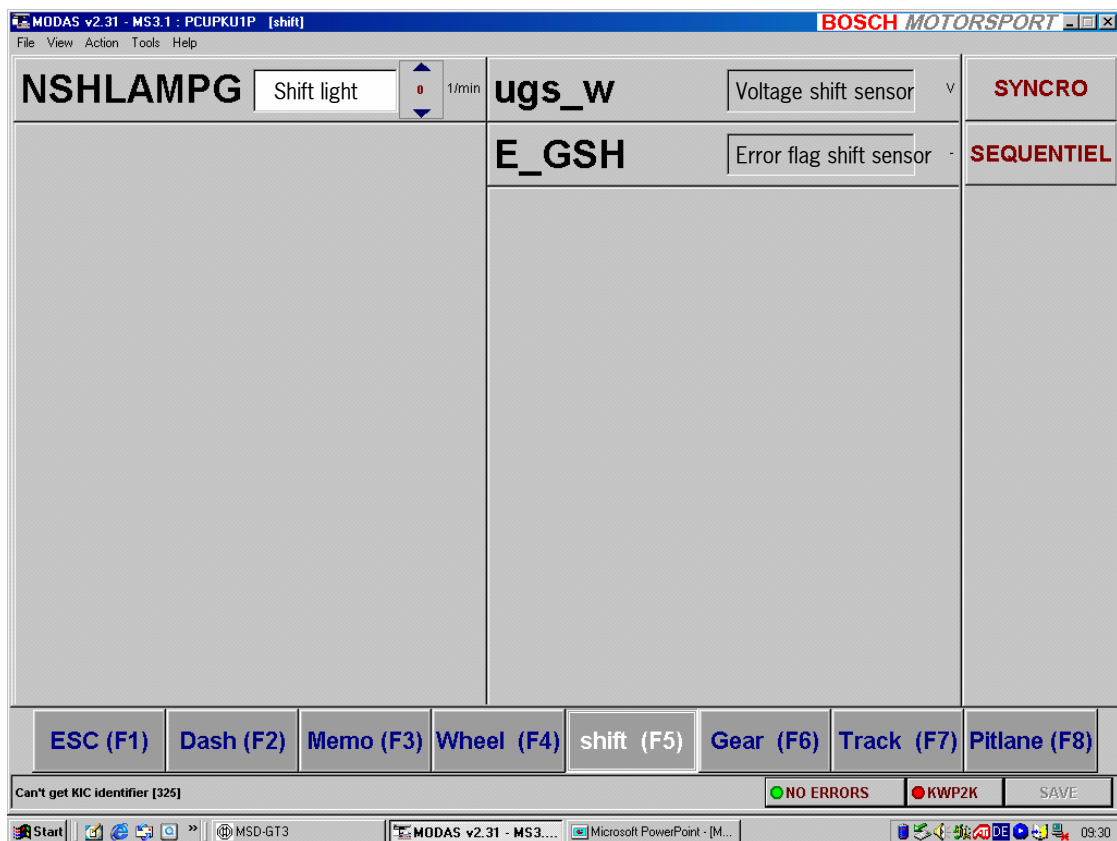 MODAS v2.31 - MS3.1 : PCUPKU1P [shift]
BOSCH MOTORSPORT
File View Action Tools Help
NSHLAMPG Shift light 0 1/min
ugs_w Voltage shift sensor V
SYNCRO
E_GSH Error flag shift sensor -
SEQUENTIEL
ESC (F1) Dash (F2) Memo (F3) Wheel (F4) shift (F5) Gear (F6) Track (F7) Pitlane (F8)
Can't get KIC identifier [325] NO ERRORS KWP2K SAVE
Start » MSD-GT3 MODAS v2.31 - MS3.... Microsoft PowerPoint - [M... DE 09:30